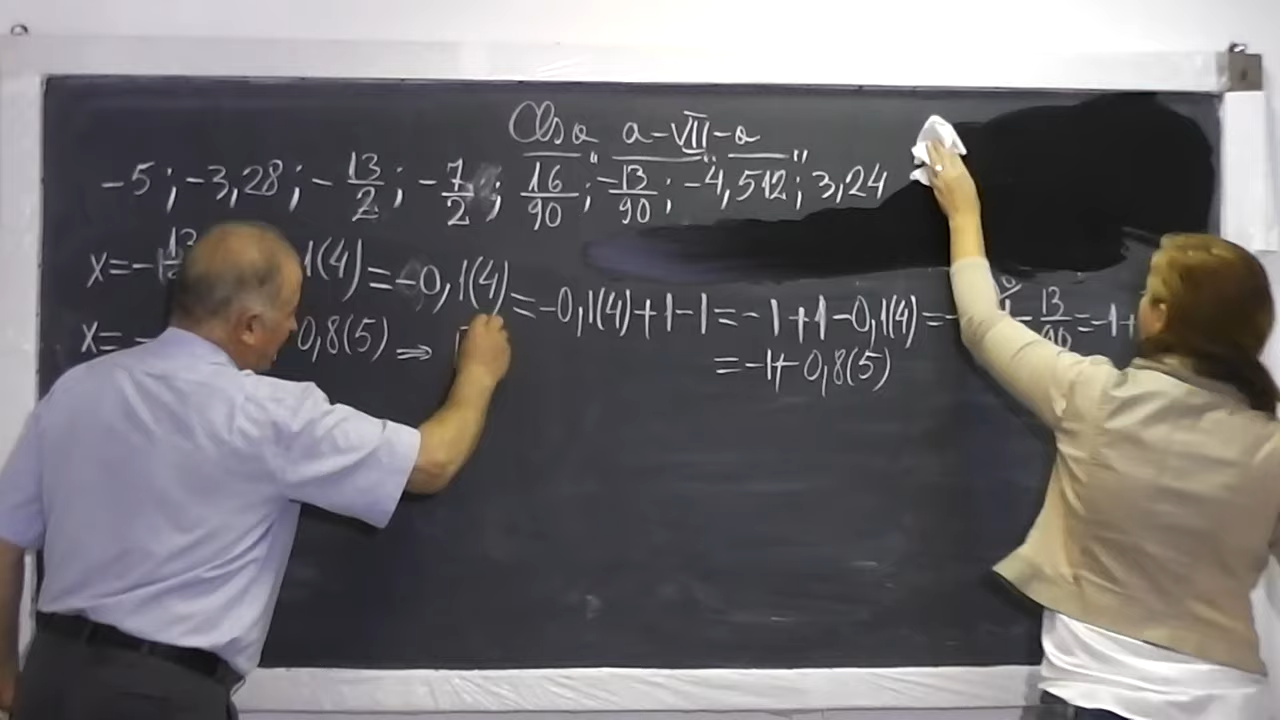 Clsa a-VII-a
-5 ; -3,28 ; -13/2 ; -7/2 ; 16/90 ; -13/90 ; -4,512 ; 3,24
x=- 1(4) = -0,1(4) = -0,1(4)+1-1 = -1+1-0,1(4) = - 13/90 = -1+
x=- 0,8(5) ⇒
= -1+ 0,8(5)